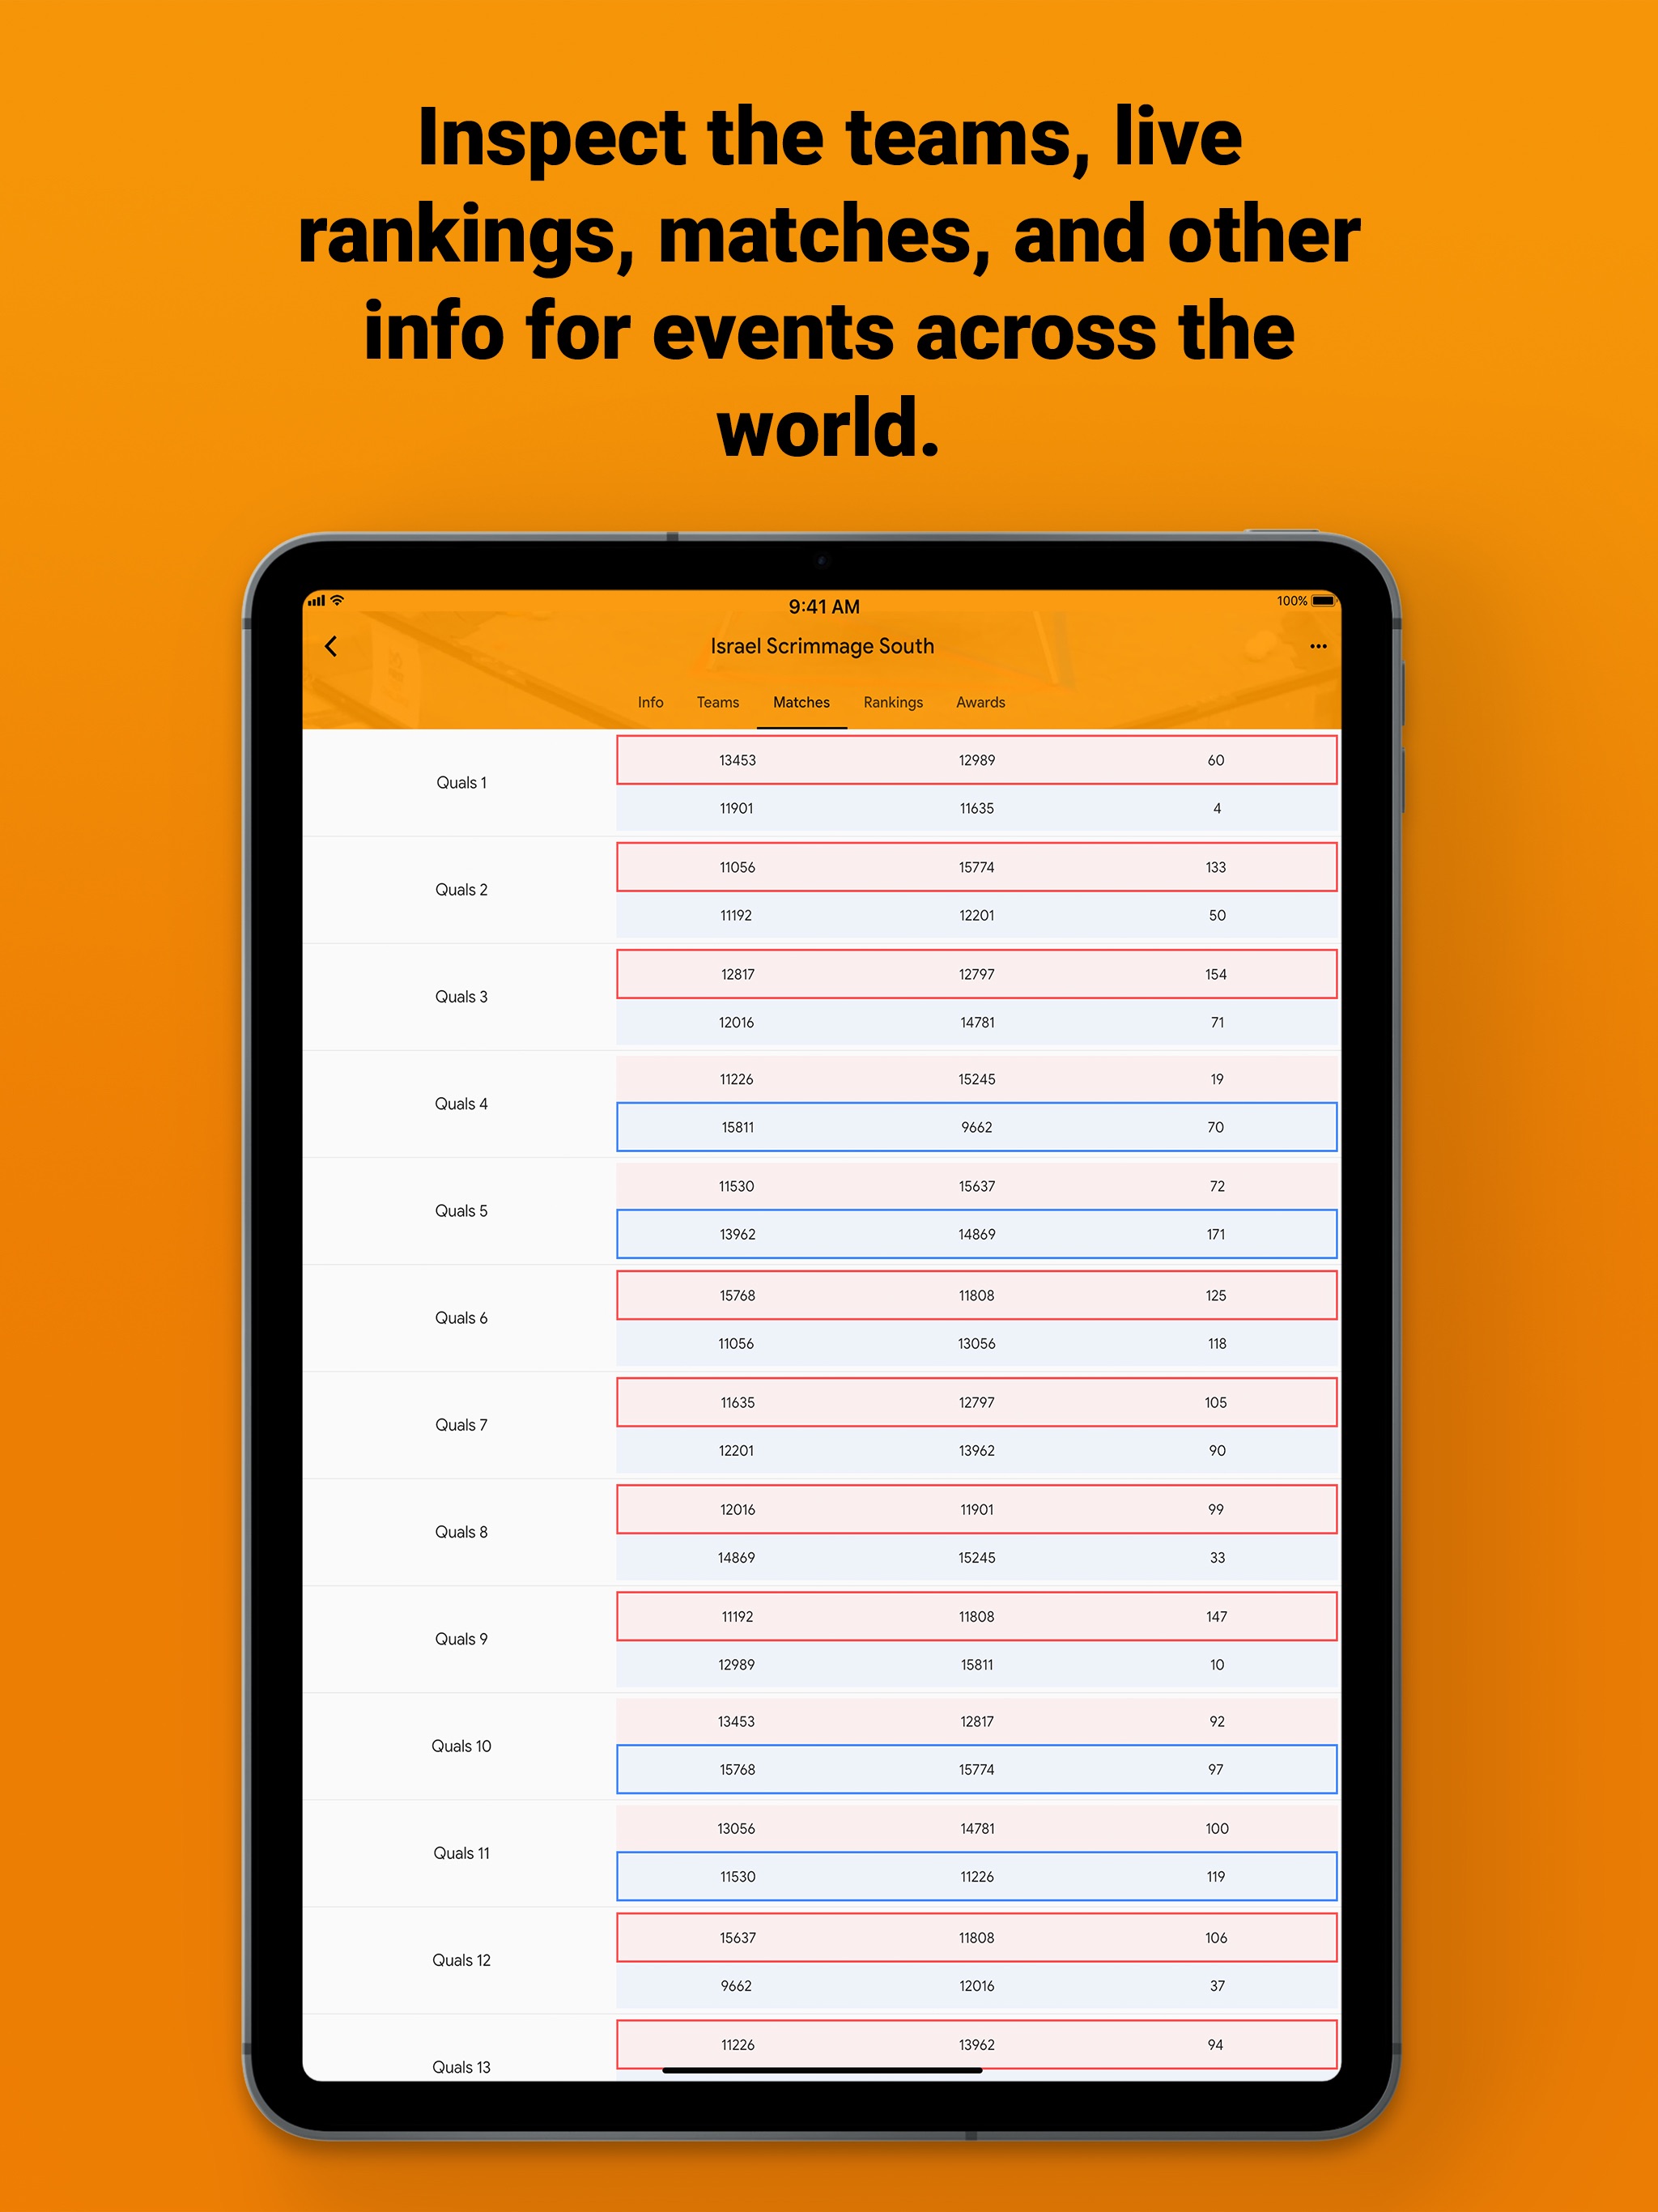 Inspect the teams, live
rankings, matches, and other
info for events across the
world.
9:41 AM
100%
Israel Scrimmage South
Info Teams Matches Rankings Awards
Quals 1
13453 12989 60
11901 11635 4
Quals 2
11056 15774 133
11192 12201 50
Quals 3
12817 12797 154
12016 14781 71
Quals 4
11226 15245 19
15811 9662 70
Quals 5
11530 15637 72
13962 14869 171
Quals 6
15768 11808 125
11056 13056 118
Quals 7
11635 12797 105
12201 13962 90
Quals 8
12016 11901 99
14869 15245 33
Quals 9
11192 11808 147
12989 15811 10
Quals 10
13453 12817 92
15768 15774 97
Quals 11
13056 14781 100
11530 11226 119
Quals 12
15637 11808 106
9662 12016 37
Quals 13
11226 13962 94